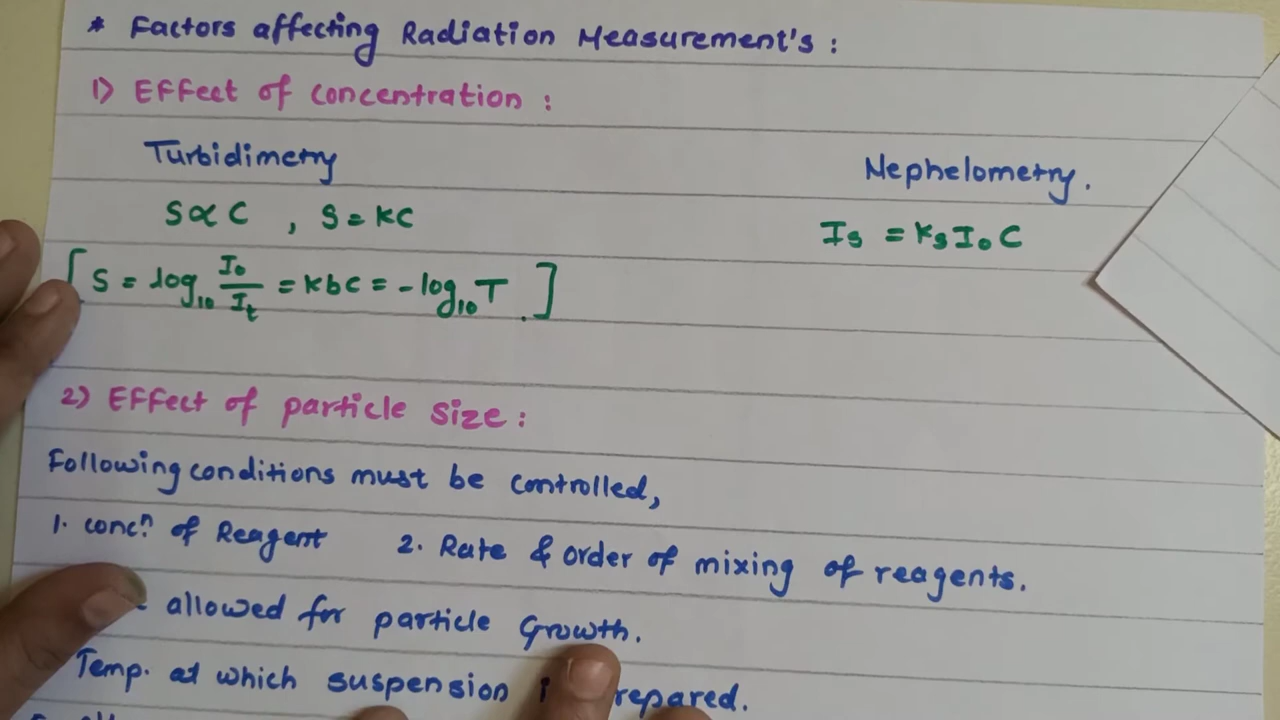 * Factors affecting Radiation Measurement's :
1) Effect of concentration :
Turbidimetry
Nephelometry.
S ∝ C , S = KC
Is = Ks I₀ C
[ S = log₁₀ I₀/It = Kbc = -log₁₀ T . ]
2) Effect of particle size :
Following conditions must be controlled,
1. concⁿ. of Reagent 2. Rate & order of mixing of reagents.
allowed for particle Growth.
Temp. at which suspension